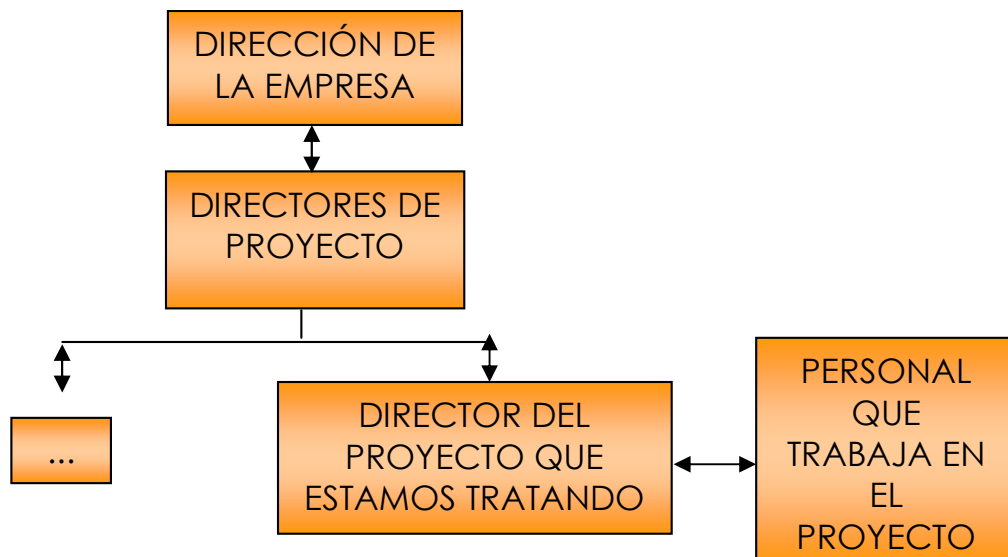 DIRECCIÓN DE
LA EMPRESA
DIRECTORES DE
PROYECTO
...
DIRECTOR DEL
PROYECTO QUE
ESTAMOS TRATANDO
PERSONAL
QUE
TRABAJA EN
EL
PROYECTO